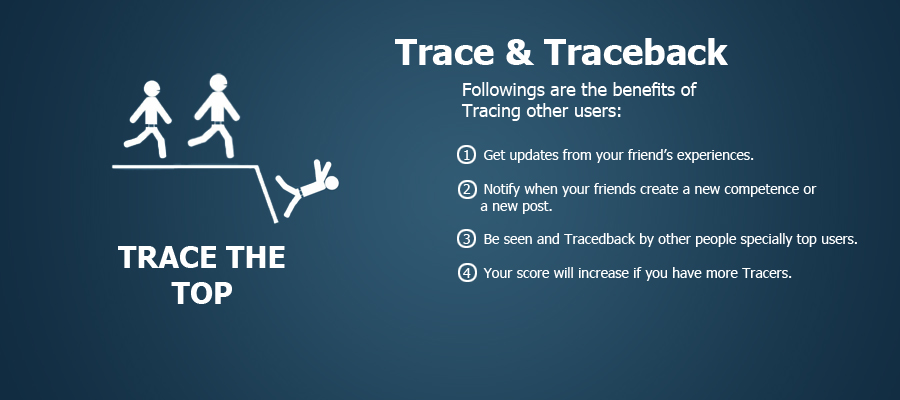 Trace & Traceback
Followings are the benefits of
Tracing other users:
1 Get updates from your friend's experiences.
2 Notify when your friends create a new competence or
a new post.
3 Be seen and Tracedback by other people specially top users.
4 Your score will increase if you have more Tracers.
TRACE THE
TOP